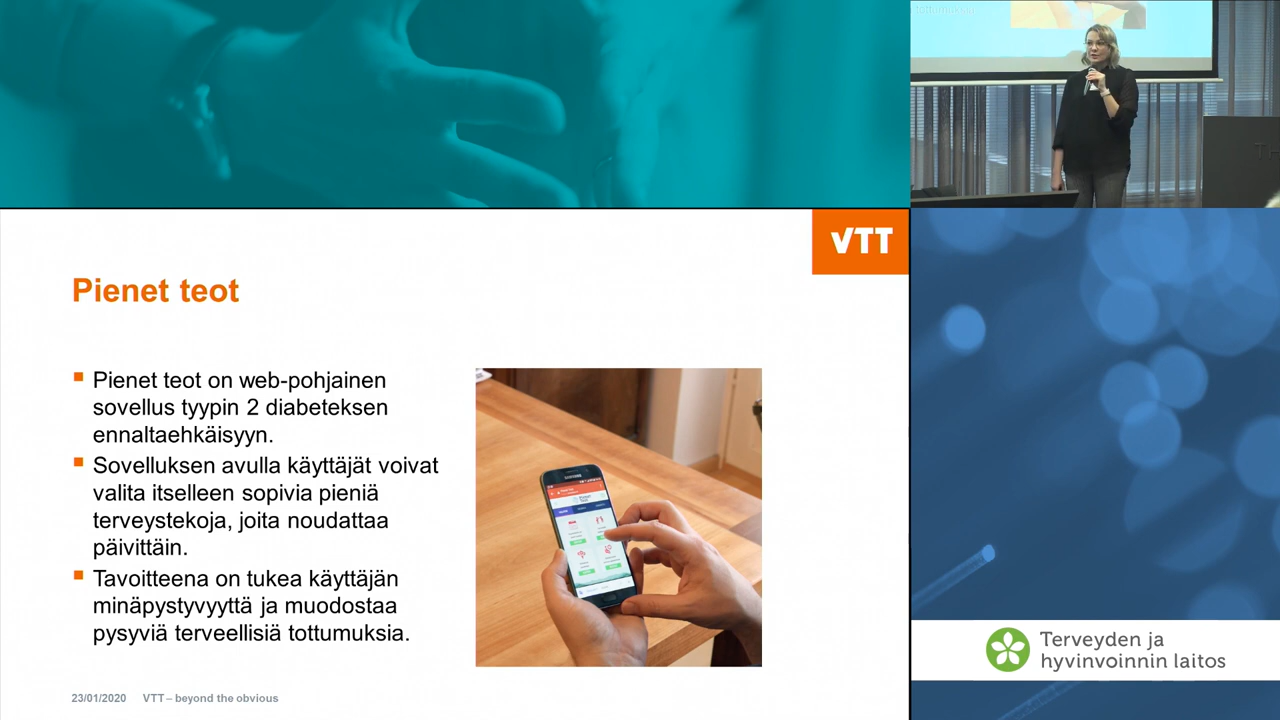 VTT
Pienet teot
Pienet teot on web-pohjainen
sovellus tyypin 2 diabeteksen
ennaltaehkäisyyn.
Sovelluksen avulla käyttäjät voivat
valita itselleen sopivia pieniä
terveystekoja, joita noudattaa
päivittäin.
Tavoitteena on tukea käyttäjän
minäpystyvyyttä ja muodostaa
pysyviä terveellisiä tottumuksia.
SAMSUNG
23/01/2020 VTT – beyond the obvious
Terveyden ja
hyvinvoinnin laitos